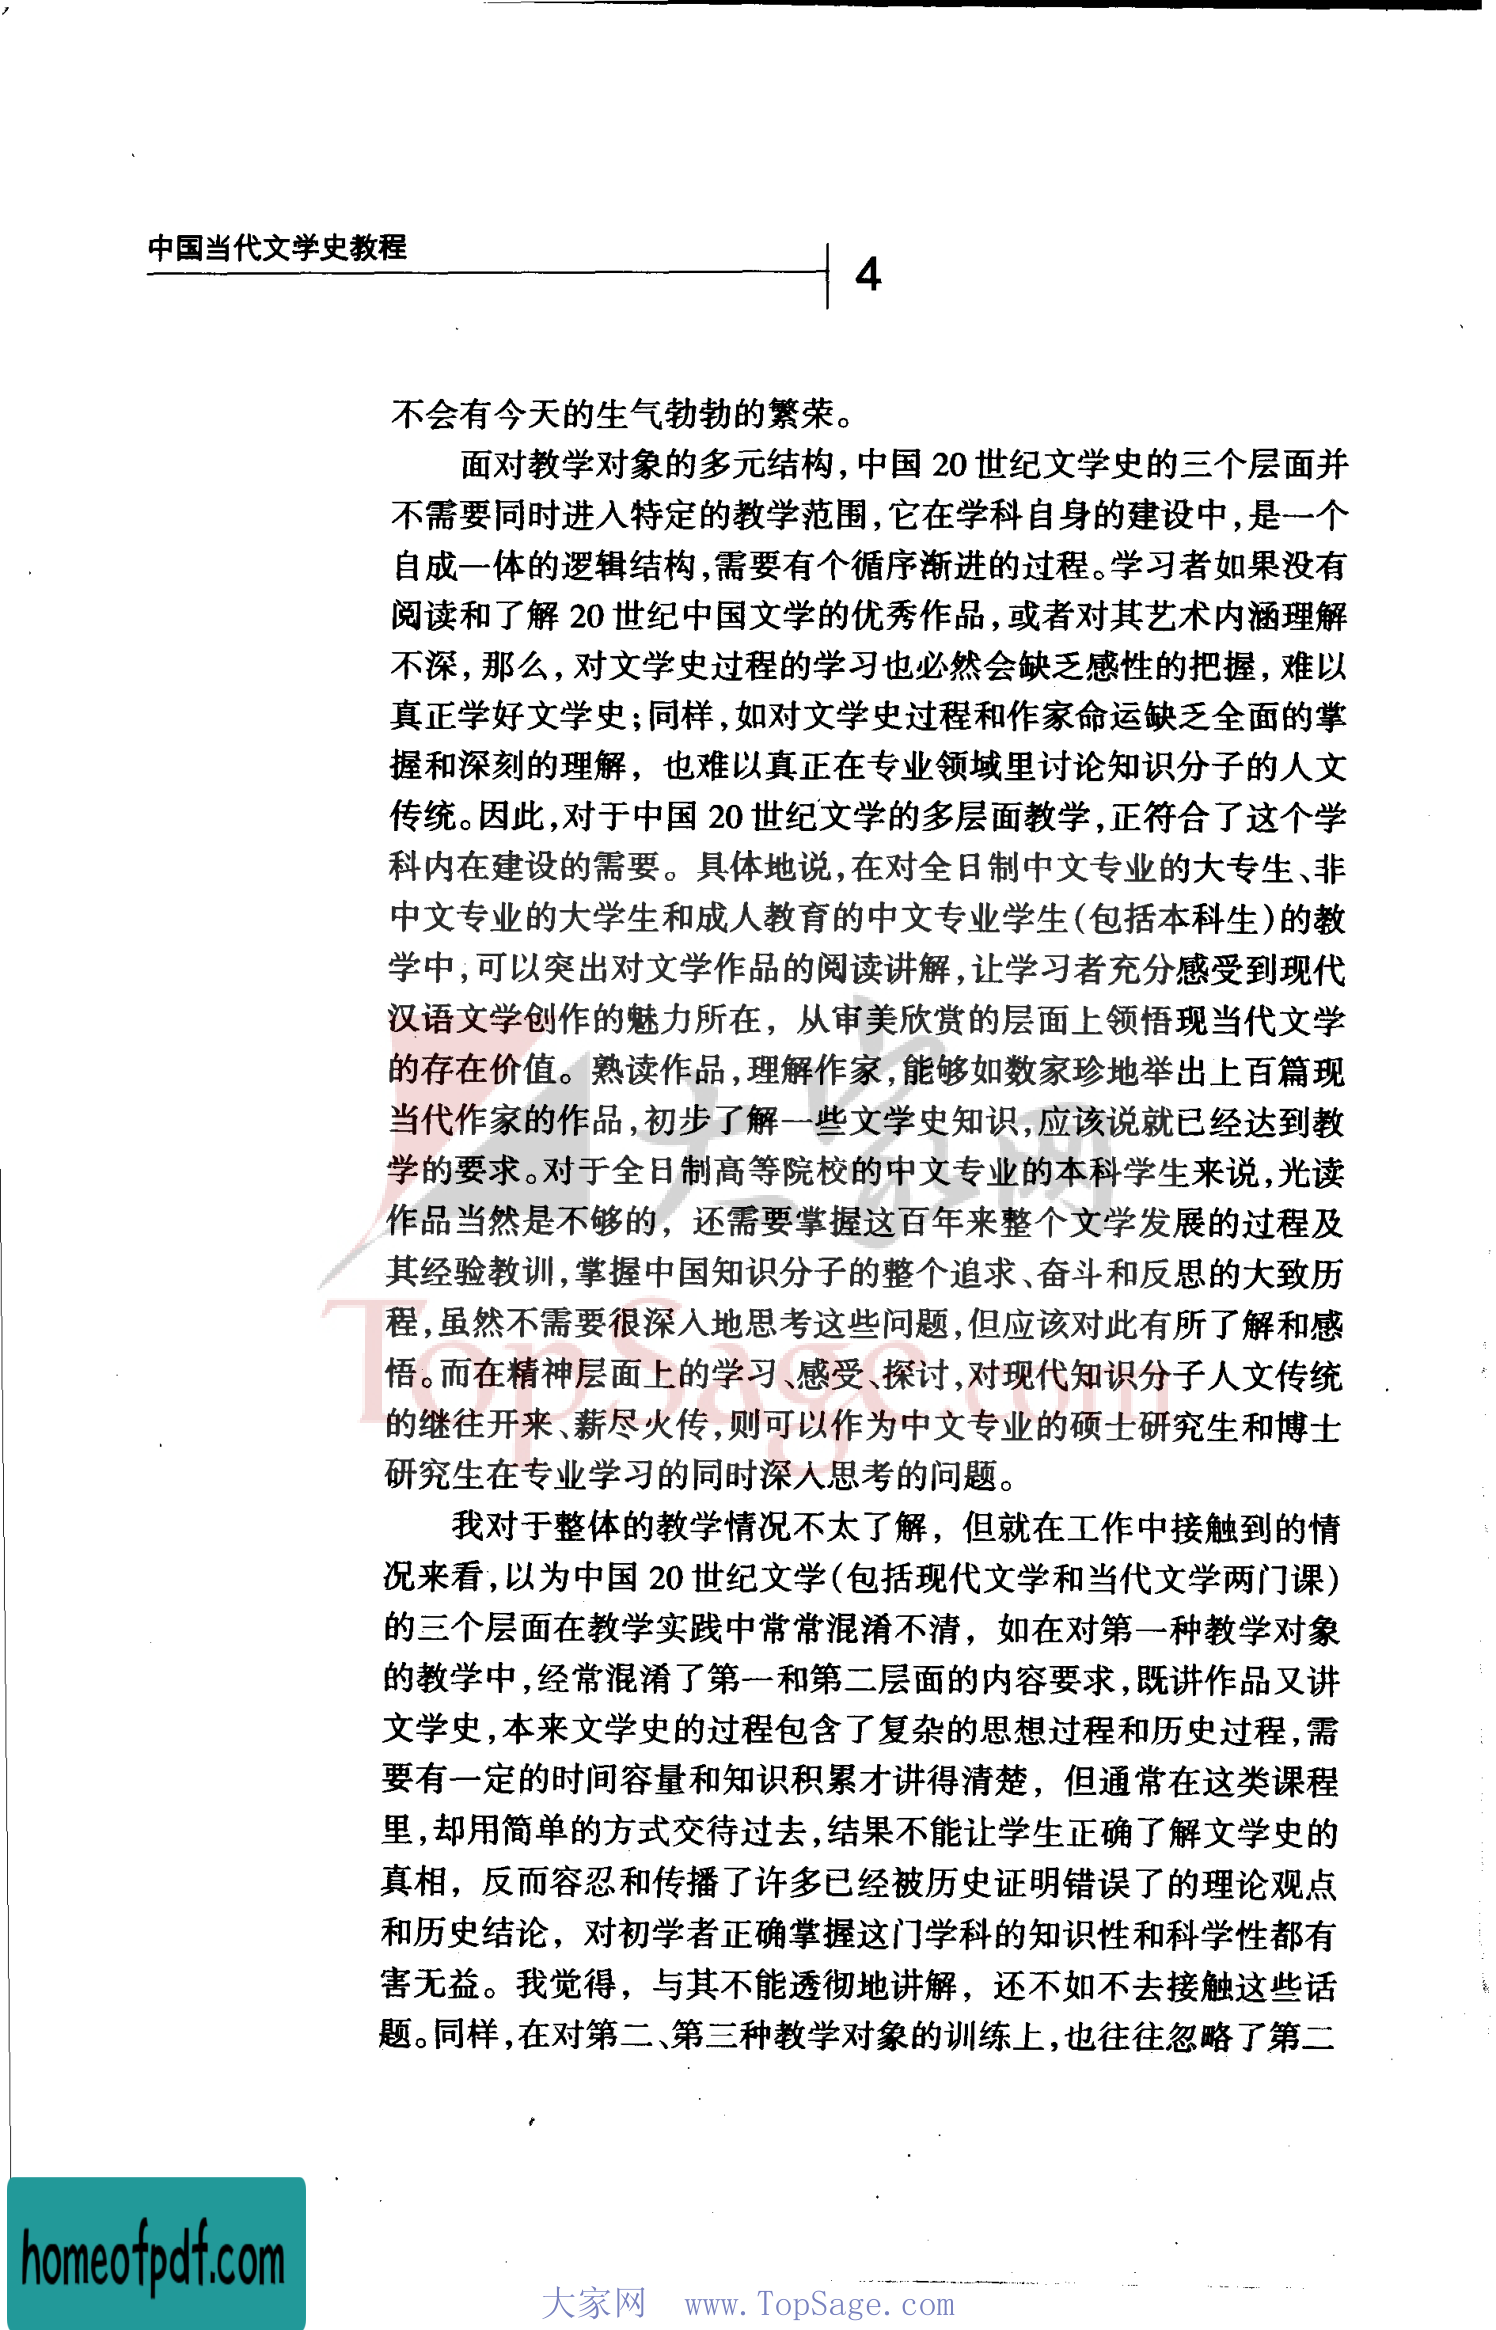 中国当代文学史教程
4
不会有今天的生气勃勃的繁荣。
面对教学对象的多元结构,中国 20 世纪文学史的三个层面并
不需要同时进入特定的教学范围,它在学科自身的建设中,是一个
自成一体的逻辑结构,需要有个循序渐进的过程。学习者如果没有
阅读和了解 20 世纪中国文学的优秀作品,或者对其艺术内涵理解
不深,那么,对文学史过程的学习也必然会缺乏感性的把握,难以
真正学好文学史;同样,如对文学史过程和作家命运缺乏全面的掌
握和深刻的理解,也难以真正在专业领域里讨论知识分子的人文
传统。因此,对于中国 20 世纪文学的多层面教学,正符合了这个学
科内在建设的需要。具体地说,在对全日制中文专业的大专生、非
中文专业的大学生和成人教育的中文专业学生(包括本科生)的教
学中,可以突出对文学作品的阅读讲解,让学习者充分感受到现代
汉语文学创作的魅力所在,从审美欣赏的层面上领悟现当代文学
的存在价值。熟读作品,理解作家,能够如数家珍地举出上百篇现
当代作家的作品,初步了解一些文学史知识,应该说就已经达到教
学的要求。对于全日制高等院校的中文专业的本科学生来说,光读
作品当然是不够的,还需要掌握这百年来整个文学发展的过程及
其经验教训,掌握中国知识分子的整个追求、奋斗和反思的大致历
程,虽然不需要很深入地思考这些问题,但应该对此有所了解和感
悟。而在精神层面上的学习、感受、探讨,对现代知识分子人文传统
的继往开来、薪尽火传,则可以作为中文专业的硕士研究生和博士
研究生在专业学习的同时深入思考的问题。
我对于整体的教学情况不太了解,但就在工作中接触到的情
况来看,以为中国 20 世纪文学(包括现代文学和当代文学两门课)
的三个层面在教学实践中常常混淆不清,如在对第一种教学对象
的教学中,经常混淆了第一和第二层面的内容要求,既讲作品又讲
文学史,本来文学史的过程包含了复杂的思想过程和历史过程,需
要有一定的时间容量和知识积累才讲得清楚,但通常在这类课程
里,却用简单的方式交待过去,结果不能让学生正确了解文学史的
真相,反而容忍和传播了许多已经被历史证明错误了的理论观点
和历史结论,对初学者正确掌握这门学科的知识性和科学性都有
害无益。我觉得,与其不能透彻地讲解,还不如不去接触这些话
题。同样,在对第二、第三种教学对象的训练上,也往往忽略了第二
大家网
TopSage.com
homeofpdf.com
大家网 www.TopSage.com